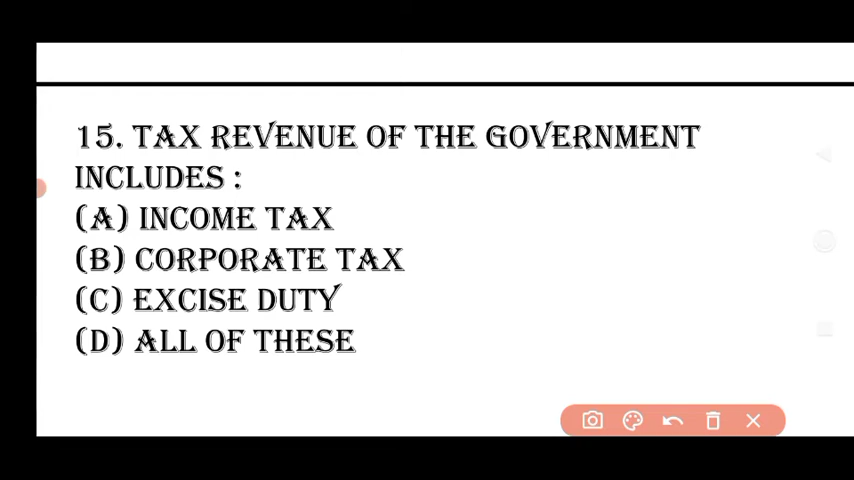 15. TAX REVENUE OF THE GOVERNMENT
INCLUDES :
(A) INCOME TAX
(B) CORPORATE TAX
(C) EXCISE DUTY
(D) ALL OF THESE